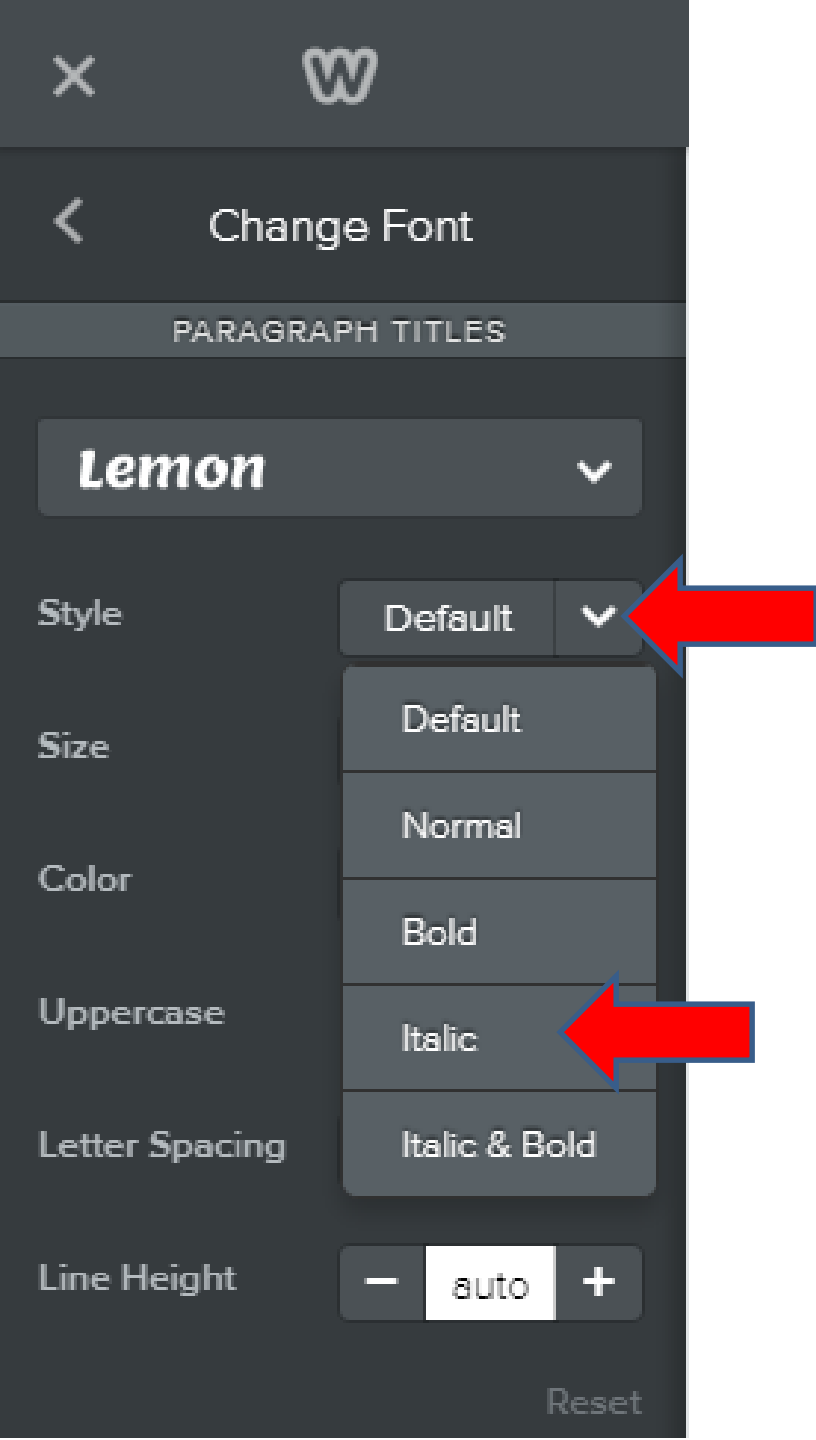 W
Change Font
PARAGRAPH TITLES
Lemon
Style
Default
Default
Size
Normal
Color
Bold
Uppercase
Italic
Letter Spacing
Italic & Bold
Line Height
auto
Reset